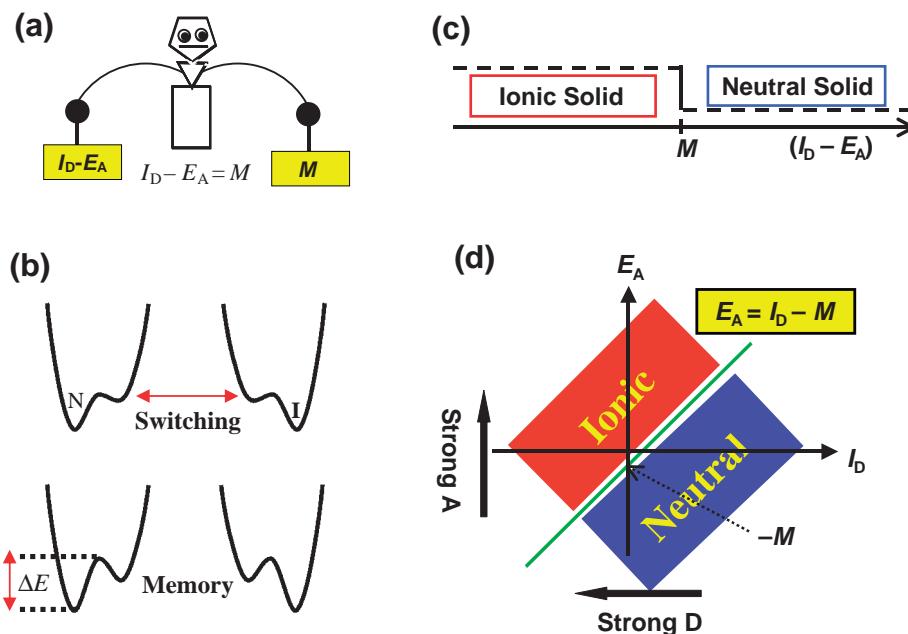 (a)
I_D-E_A
I_D – E_A = M
M
(b)
N
I
Switching
ΔE
Memory
(c)
Ionic Solid
Neutral Solid
M
(I_D – E_A)
(d)
E_A
E_A = I_D – M
Ionic
Neutral
Strong A
I_D
–M
Strong D